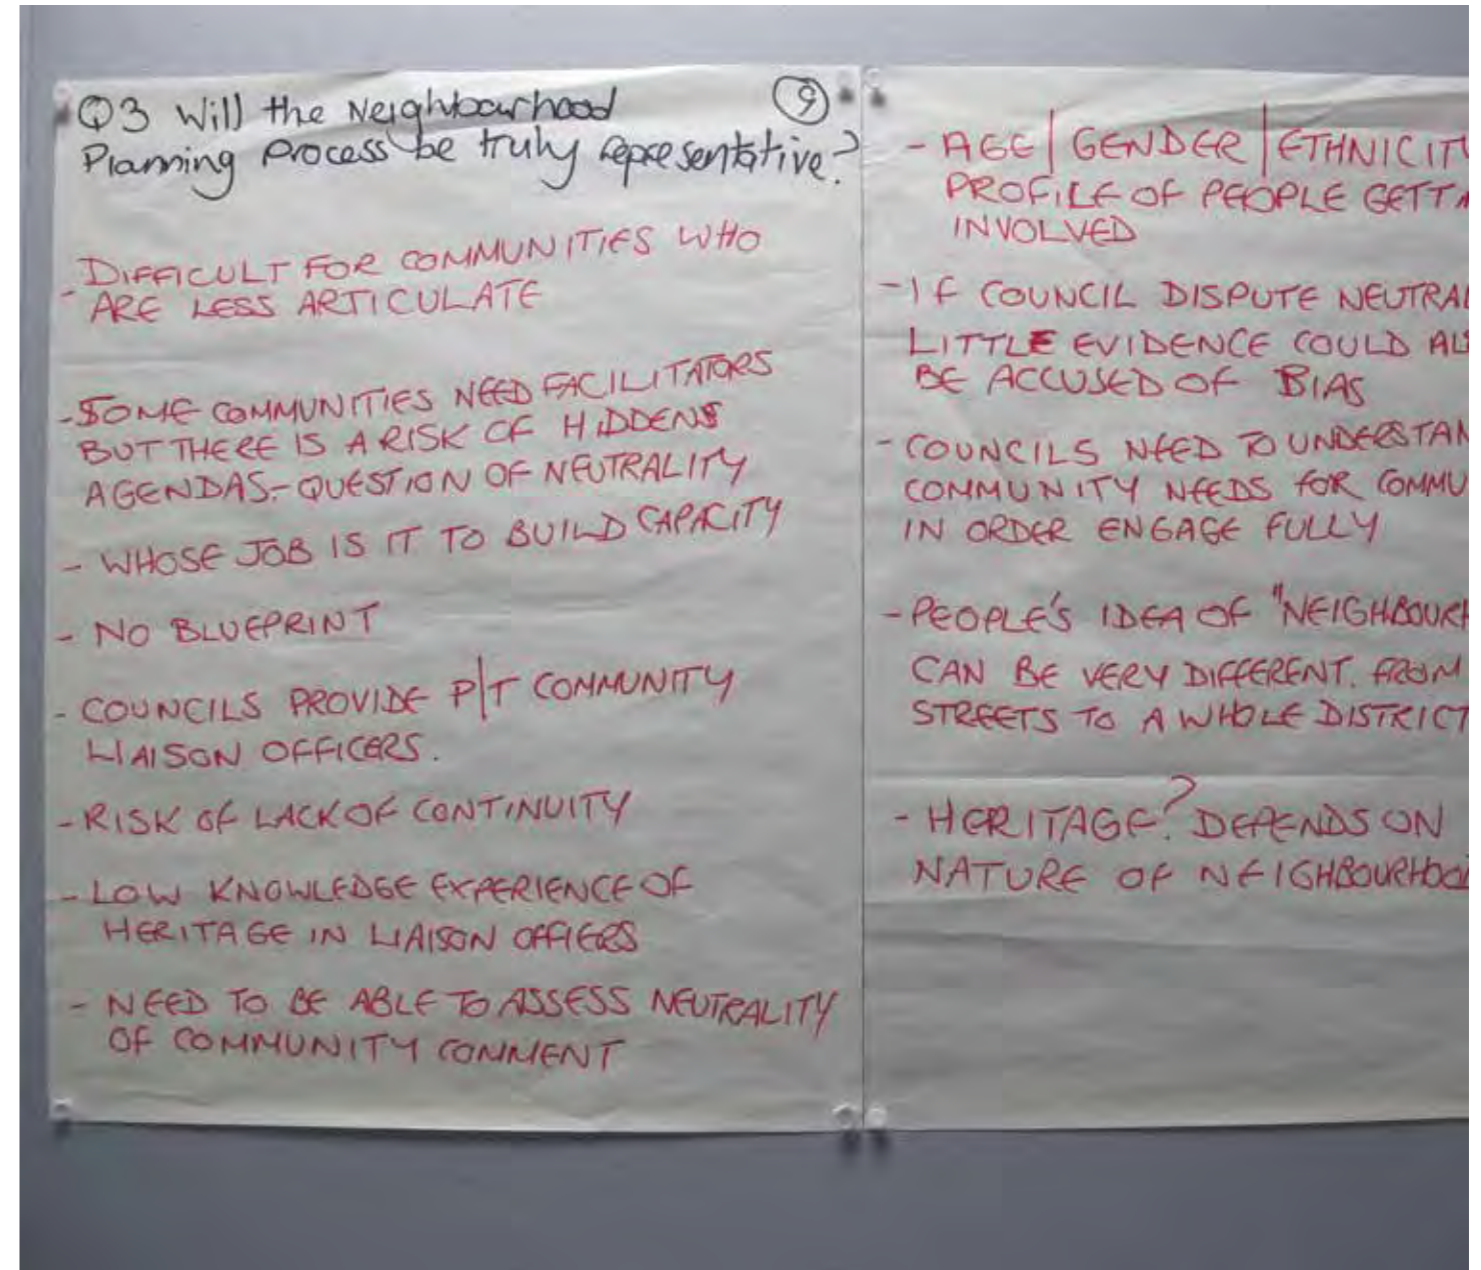 Q3 Will the Neighbourhood
Planning Process be truly representative?
9
- DIFFICULT FOR COMMUNITIES WHO
ARE LESS ARTICULATE
- SOME COMMUNITIES NEED FACILITATORS
BUT THERE IS A RISK OF HIDDENS
AGENDAS - QUESTION OF NEUTRALITY
- WHOSE JOB IS IT TO BUILD CAPACITY
- NO BLUEPRINT
- COUNCILS PROVIDE P|T COMMUNITY
LIAISON OFFICERS.
- RISK OF LACK OF CONTINUITY
- LOW KNOWLEDGE EXPERIENCE OF
HERITAGE IN LIAISON OFFICERS
- NEED TO BE ABLE TO ASSESS NEUTRALITY
OF COMMUNITY COMMENT
- AGE | GENDER | ETHNICITY
PROFILE OF PEOPLE GETT
INVOLVED
- IF COUNCIL DISPUTE NEUTRAL
LITTLE EVIDENCE COULD AL
BE ACCUSED OF BIAS
- COUNCILS NEED TO UNDERSTAN
COMMUNITY NEEDS FOR COMMU
IN ORDER ENGAGE FULLY
- PEOPLE'S IDEA OF "NEIGHBOUR
CAN BE VERY DIFFERENT. FROM
STREETS TO A WHOLE DISTRICT
- HERITAGE? DEPENDS ON
NATURE OF NEIGHBOURHOO